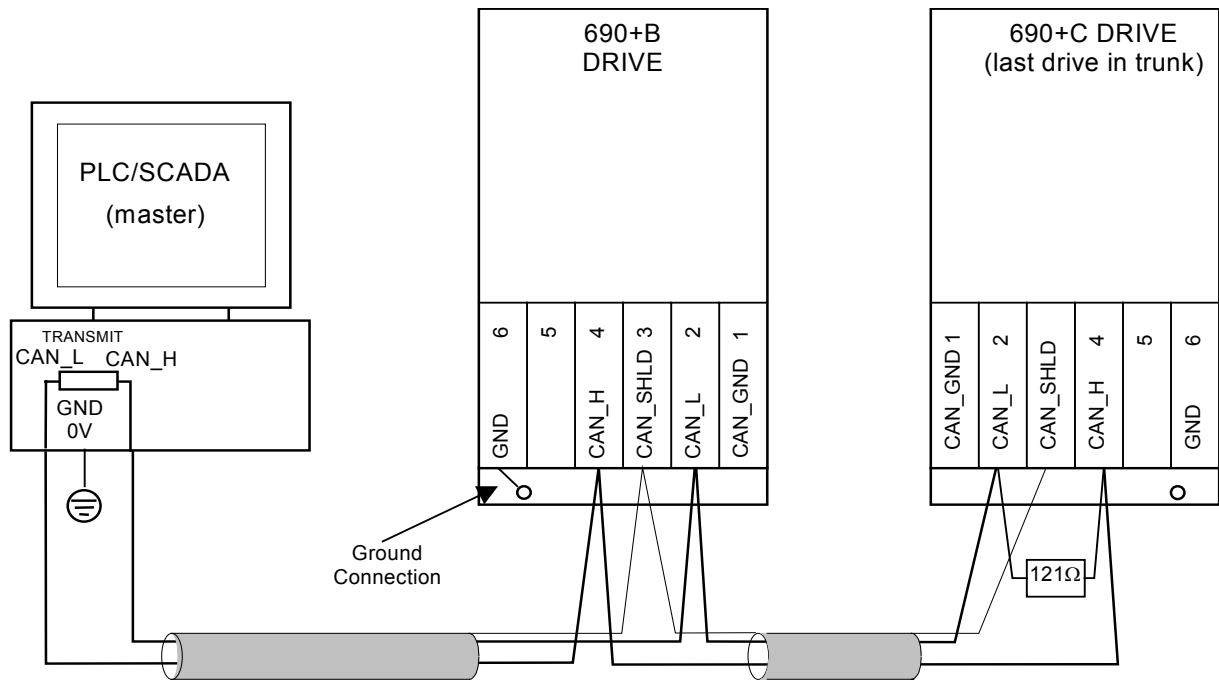 690+B
DRIVE
690+C DRIVE
(last drive in trunk)
PLC/SCADA
(master)
TRANSMIT
CAN_L
CAN_H
GND
0V
6
GND
5
4
CAN_H
CAN_SHLD 3
2
CAN_L
CAN_GND 1
CAN_GND 1
2
CAN_L
CAN_SHLD
4
CAN_H
5
6
GND
Ground
Connection
121Ω